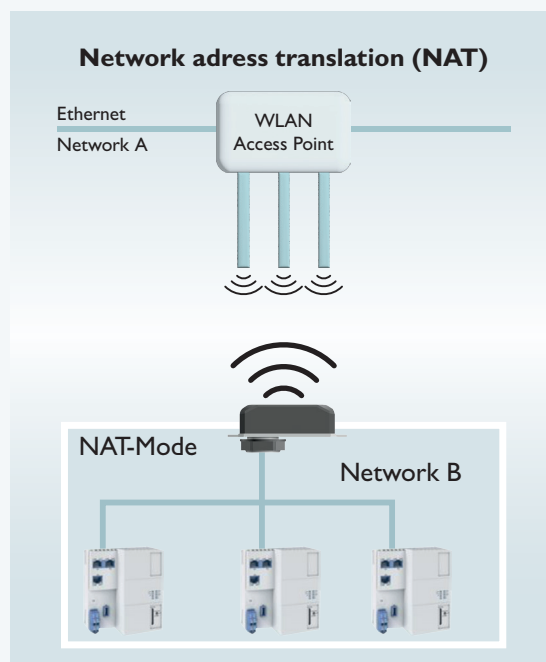 Network adress translation (NAT)
Ethernet
Network A
WLAN
Access Point
NAT-Mode
Network B